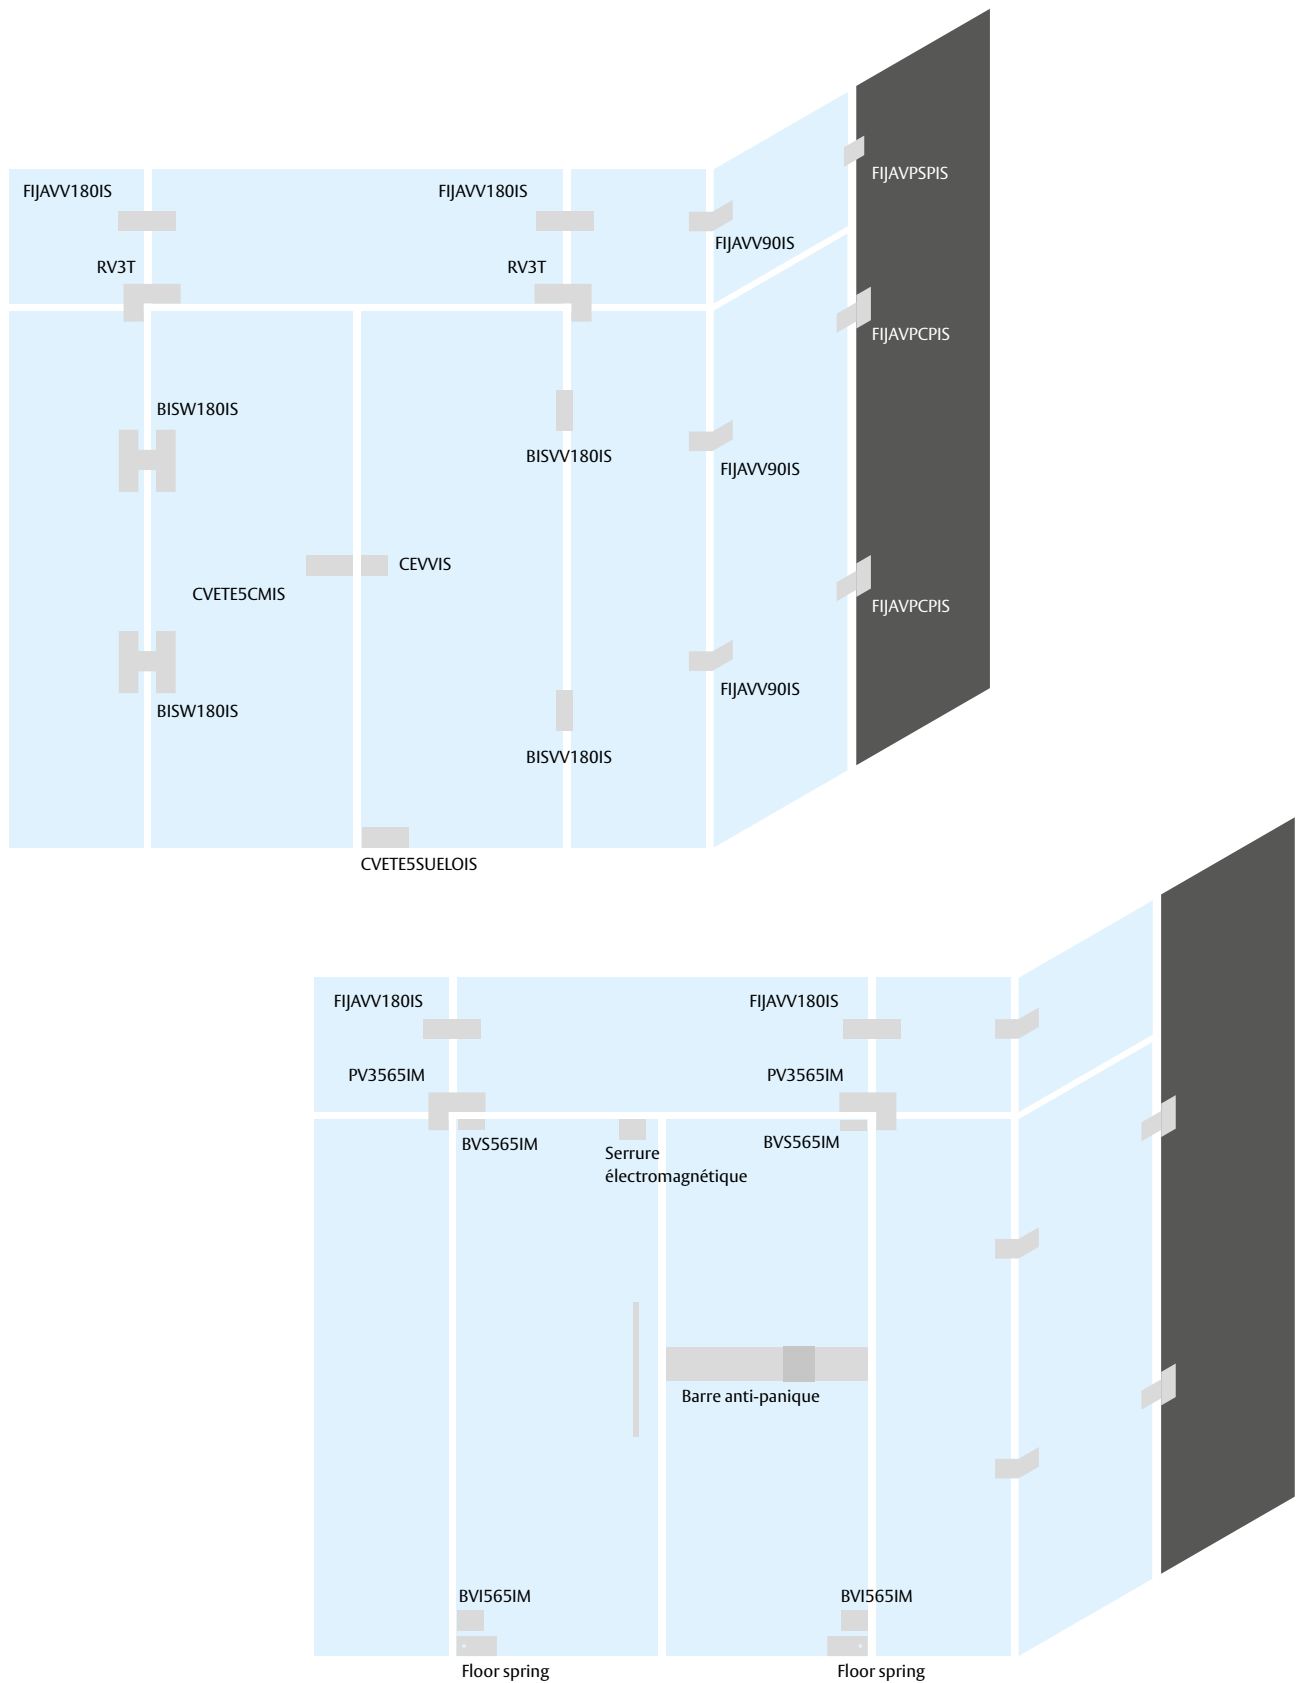 FIJAVPSPIS
FIJAVV180IS
FIJAVV180IS
FIJAVV90IS
RV3T
RV3T
FIJAVPCPIS
BISW180IS
BISVV180IS
FIJAVV90IS
CEVVIS
CVETE5CMIS
FIJAVPCPIS
FIJAVV90IS
BISW180IS
BISVV180IS
CVETE5SUELOIS
FIJAVV180IS
FIJAVV180IS
PV3565IM
PV3565IM
BVS565IM
BVS565IM
Serrure
électromagnétique
Barre anti-panique
BVI565IM
BVI565IM
Floor spring
Floor spring